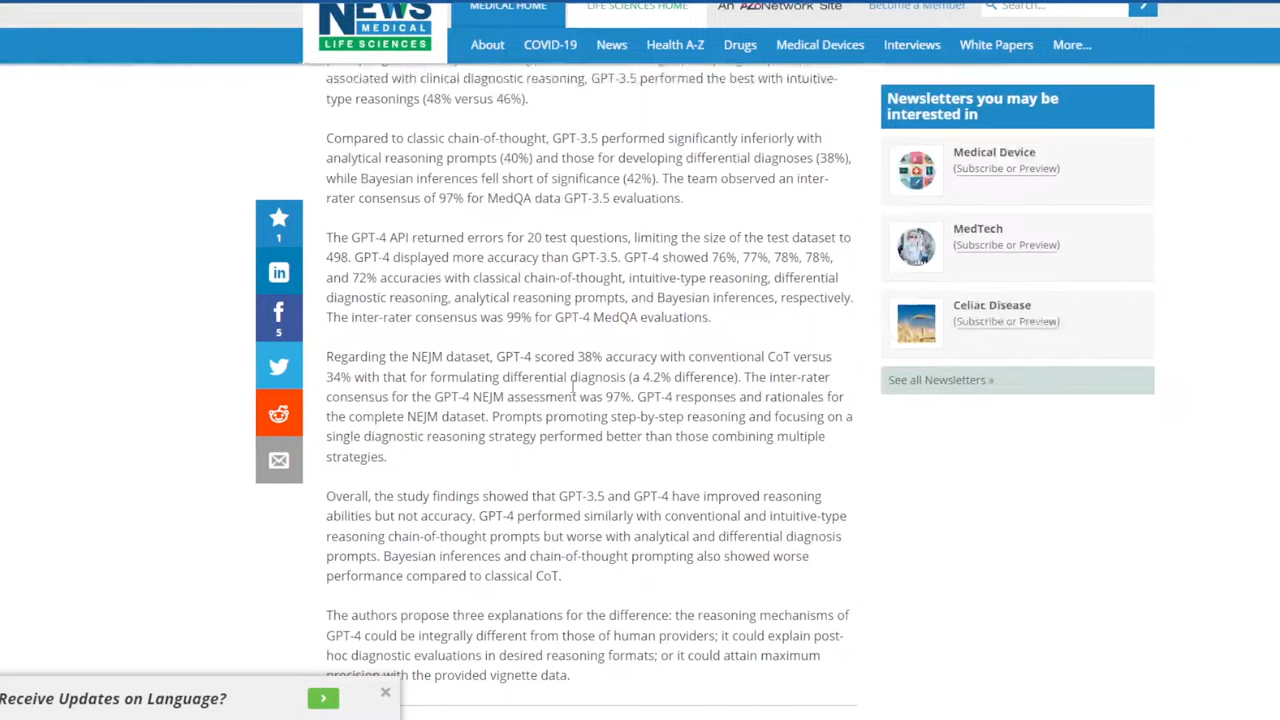 NEWS
MEDICAL
LIFE SCIENCES
MEDICAL HOME
LIFE SCIENCES HOME
An AZoNetwork Site
Become a Member
Search...
About
COVID-19
News
Health A-Z
Drugs
Medical Devices
Interviews
White Papers
More...
associated with clinical diagnostic reasoning, GPT-3.5 performed the best with intuitive-
type reasonings (48% versus 46%).
Compared to classic chain-of-thought, GPT-3.5 performed significantly inferiorly with
analytical reasoning prompts (40%) and those for developing differential diagnoses (38%),
while Bayesian inferences fell short of significance (42%). The team observed an inter-
rater consensus of 97% for MedQA data GPT-3.5 evaluations.
The GPT-4 API returned errors for 20 test questions, limiting the size of the test dataset to
498. GPT-4 displayed more accuracy than GPT-3.5. GPT-4 showed 76%, 77%, 78%, 78%,
and 72% accuracies with classical chain-of-thought, intuitive-type reasoning, differential
diagnostic reasoning, analytical reasoning prompts, and Bayesian inferences, respectively.
The inter-rater consensus was 99% for GPT-4 MedQA evaluations.
Regarding the NEJM dataset, GPT-4 scored 38% accuracy with conventional CoT versus
34% with that for formulating differential diagnosis (a 4.2% difference). The inter-rater
consensus for the GPT-4 NEJM assessment was 97%. GPT-4 responses and rationales for
the complete NEJM dataset. Prompts promoting step-by-step reasoning and focusing on a
single diagnostic reasoning strategy performed better than those combining multiple
strategies.
Overall, the study findings showed that GPT-3.5 and GPT-4 have improved reasoning
abilities but not accuracy. GPT-4 performed similarly with conventional and intuitive-type
reasoning chain-of-thought prompts but worse with analytical and differential diagnosis
prompts. Bayesian inferences and chain-of-thought prompting also showed worse
performance compared to classical CoT.
The authors propose three explanations for the difference: the reasoning mechanisms of
GPT-4 could be integrally different from those of human providers; it could explain post-
hoc diagnostic evaluations in desired reasoning formats; or it could attain maximum
precision with the provided vignette data.
1
in
5
Newsletters you may be
interested in
Medical Device
(Subscribe or Preview)
MedTech
(Subscribe or Preview)
Celiac Disease
(Subscribe or Preview)
See all Newsletters »
Receive Updates on Language?